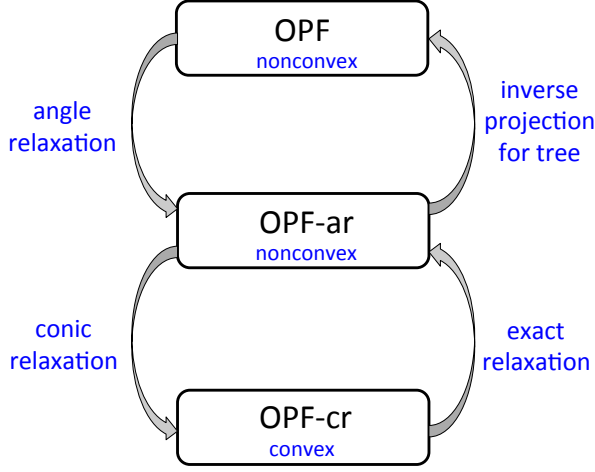 OPF
nonconvex
angle
relaxation
inverse
projection
for tree
OPF-ar
nonconvex
conic
relaxation
exact
relaxation
OPF-cr
convex